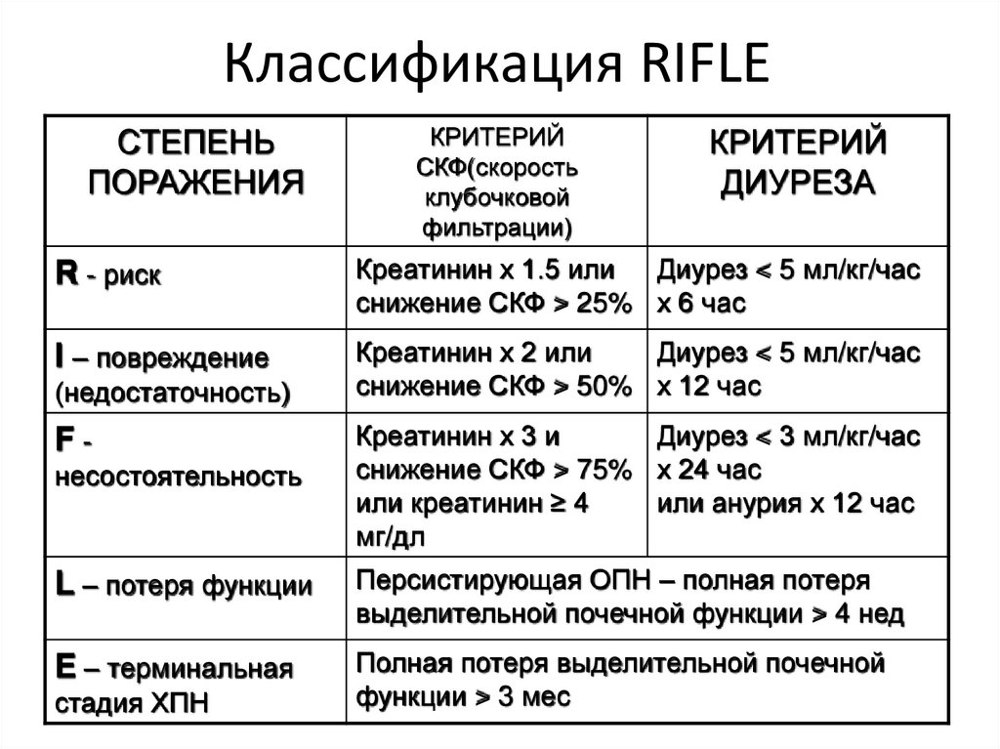 Классификация RIFLE
СТЕПЕНЬ
ПОРАЖЕНИЯ
КРИТЕРИЙ
СКФ(скорость
клубочковой
фильтрации)
КРИТЕРИЙ
ДИУРЕЗА
R - риск
Креатинин х 1.5 или
снижение СКФ > 25%
Диурез < 5 мл/кг/час
х 6 час
I – повреждение
(недостаточность)
Креатинин х 2 или
снижение СКФ > 50%
Диурез < 5 мл/кг/час
х 12 час
F -
несостоятельность
Креатинин х 3 и
снижение СКФ > 75%
или креатинин ≥ 4
мг/дл
Диурез < 3 мл/кг/час
х 24 час
или анурия х 12 час
L – потеря функции
Персистирующая ОПН – полная потеря
выделительной почечной функции > 4 нед
E – терминальная
стадия ХПН
Полная потеря выделительной почечной
функции > 3 мес